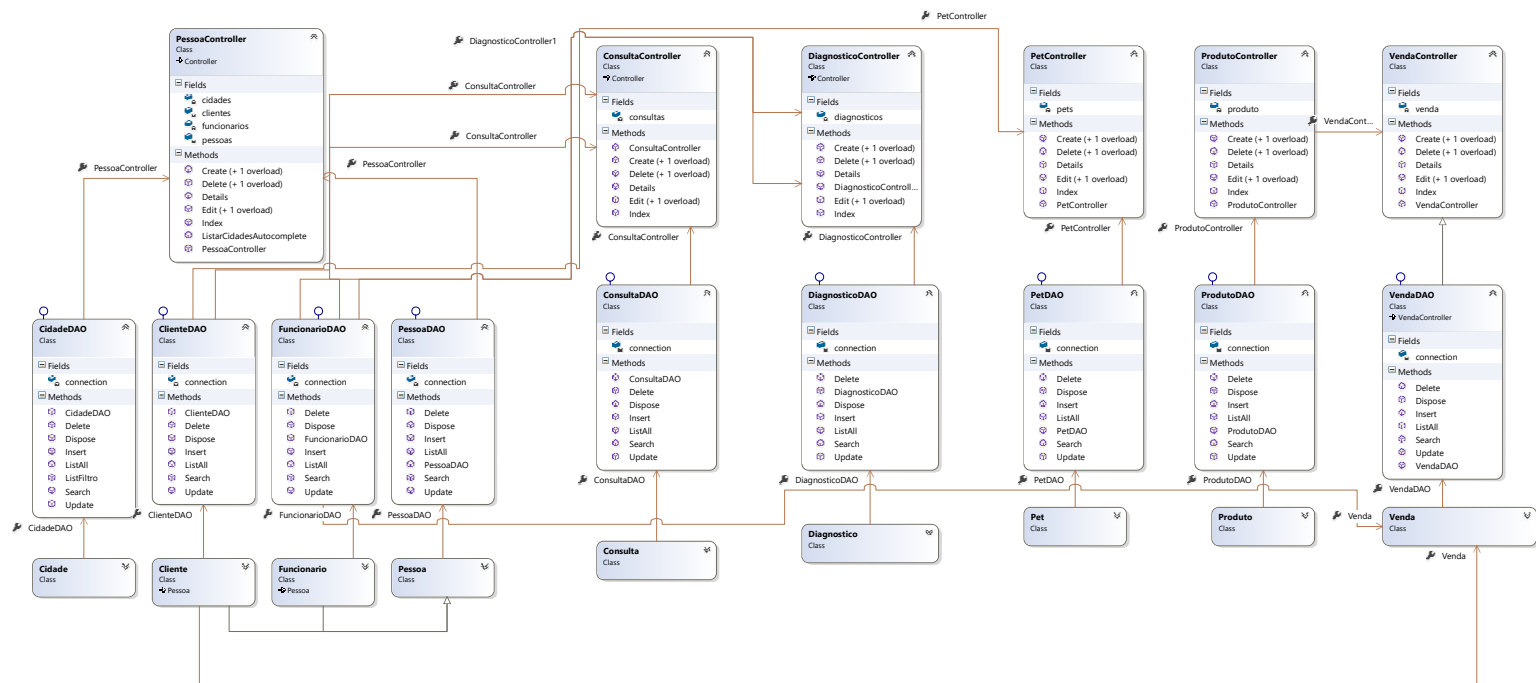 PetController
DiagnosticoController1
PessoaController
Class
Controller
Fields
cidades
clientes
funcionarios
pessoas
Methods
Create (+ 1 overload)
Delete (+ 1 overload)
Details
Edit (+ 1 overload)
Index
ListarCidadesAutocomplete
PessoaController
ConsultaController
Class
Controller
Fields
consultas
Methods
ConsultaController
Create (+ 1 overload)
Delete (+ 1 overload)
Details
Edit (+ 1 overload)
Index
DiagnosticoController
Class
Controller
Fields
diagnosticos
Methods
Create (+ 1 overload)
Delete (+ 1 overload)
Details
DiagnosticoControll...
Edit (+ 1 overload)
Index
PetController
Class
Fields
pets
Methods
Create (+ 1 overload)
Delete (+ 1 overload)
Details
Edit (+ 1 overload)
Index
PetController
ProdutoController
Class
Fields
produto
Methods
Create (+ 1 overload)
Delete (+ 1 overload)
Details
Edit (+ 1 overload)
Index
ProdutoController
VendaController
Class
Fields
venda
Methods
Create (+ 1 overload)
Delete (+ 1 overload)
Details
Edit (+ 1 overload)
Index
VendaController
ConsultaController
ConsultaController
VendaCont...
PessoaController
PessoaController
ConsultaController
DiagnosticoController
PetController
ProdutoController
CidadeDAO
Class
Fields
connection
Methods
CidadeDAO
Delete
Dispose
Insert
ListAll
ListFiltro
Search
Update
ClienteDAO
Class
Fields
connection
Methods
ClienteDAO
Delete
Dispose
Insert
ListAll
Search
Update
FuncionarioDAO
Class
Fields
connection
Methods
Delete
Dispose
FuncionarioDAO
Insert
ListAll
Search
Update
PessoaDAO
Class
Fields
connection
Methods
Delete
Dispose
Insert
ListAll
PessoaDAO
Search
Update
ConsultaDAO
Class
Fields
connection
Methods
ConsultaDAO
Delete
Dispose
Insert
ListAll
Search
Update
DiagnosticoDAO
Class
Fields
connection
Methods
Delete
DiagnosticoDAO
Dispose
Insert
ListAll
Search
Update
PetDAO
Class
Fields
connection
Methods
Delete
Dispose
Insert
ListAll
PetDAO
Search
Update
ProdutoDAO
Class
Fields
connection
Methods
Delete
Dispose
Insert
ListAll
ProdutoDAO
Search
Update
VendaDAO
Class
VendaController
Fields
connection
Methods
Delete
Dispose
Insert
ListAll
Search
Update
VendaDAO
CidadeDAO
ClienteDAO
FuncionarioDAO
PessoaDAO
ConsultaDAO
DiagnosticoDAO
PetDAO
ProdutoDAO
VendaDAO
Venda
Venda
Cidade
Class
Cliente
Class
Pessoa
Funcionario
Class
Pessoa
Pessoa
Class
Consulta
Class
Diagnostico
Class
Pet
Class
Produto
Class
Venda
Class